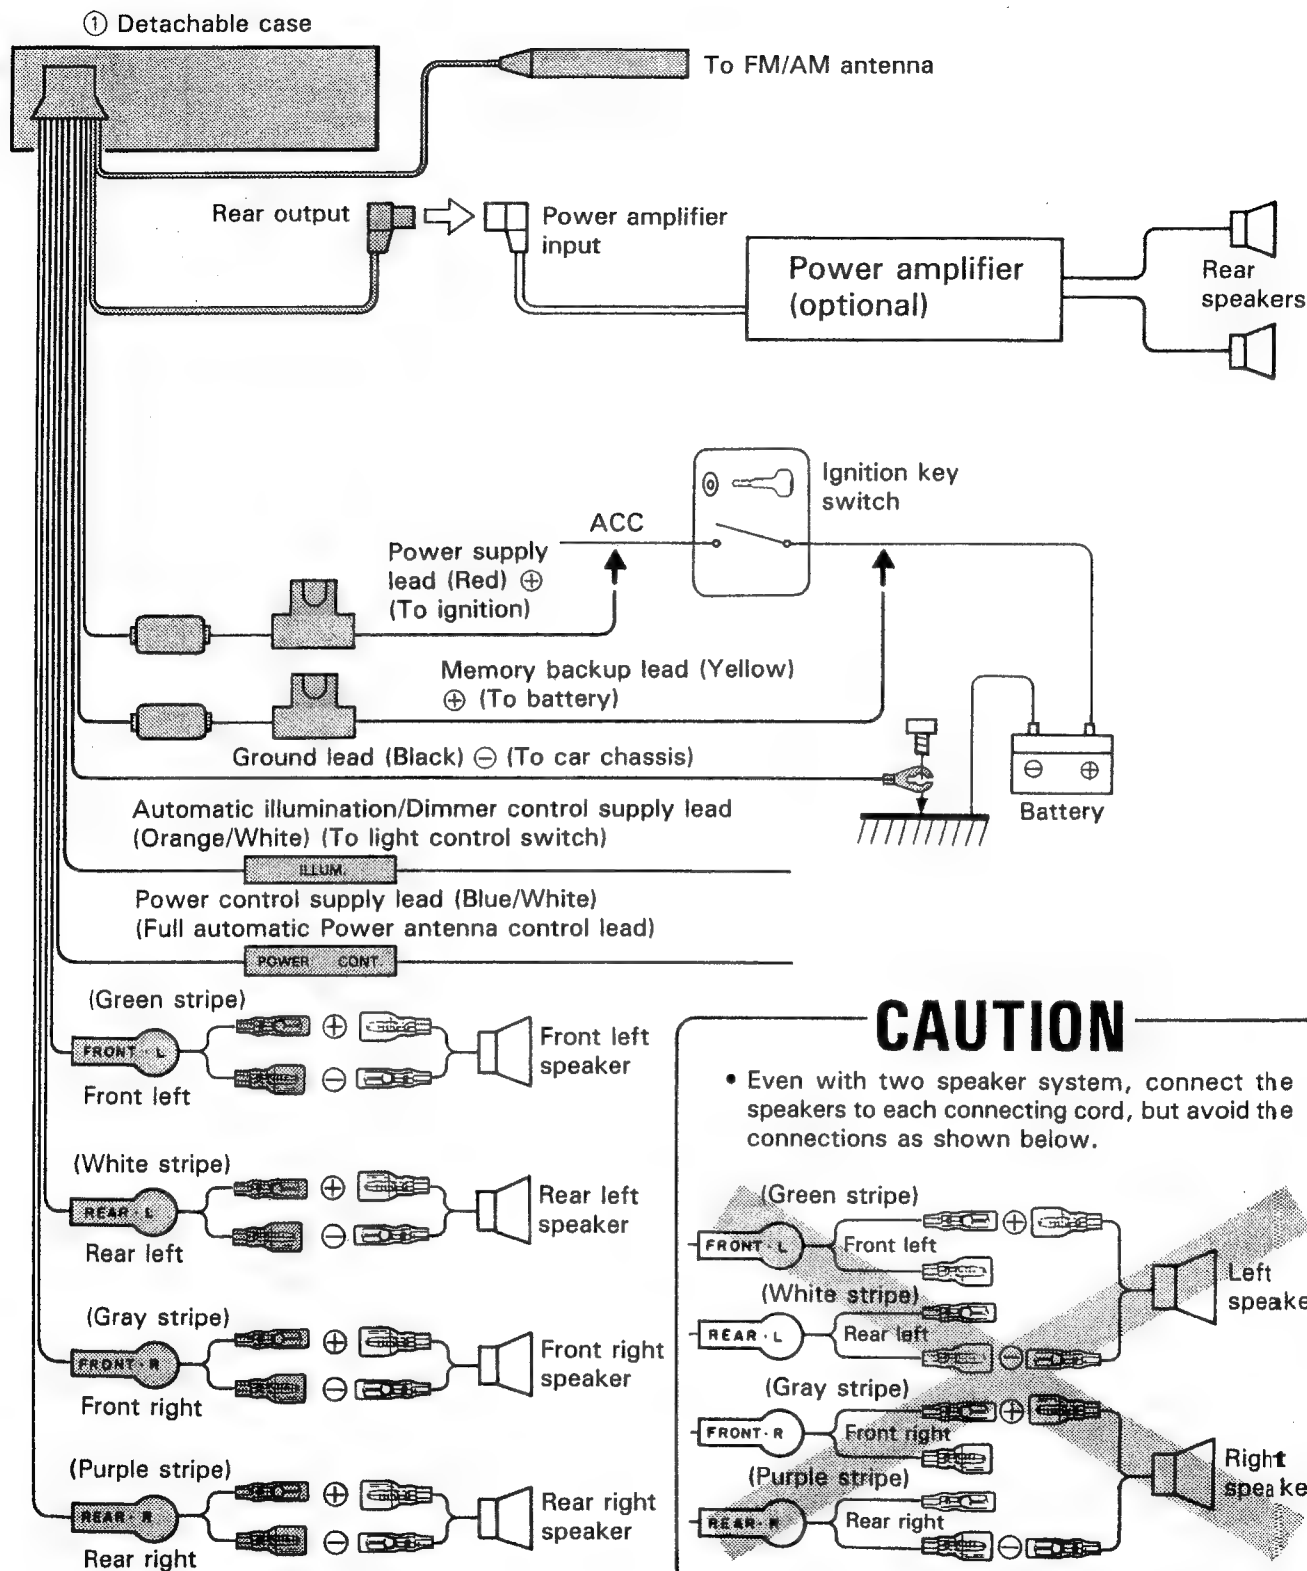 ① Detachable case
To FM/AM antenna
Rear output
Power amplifier
input
Power amplifier
(optional)
Rear
speakers
Ignition key
switch
ACC
Power supply
lead (Red) ⊕
(To ignition)
Memory backup lead (Yellow)
⊕ (To battery)
Ground lead (Black) ⊖ (To car chassis)
⊖ ⊕
Battery
Automatic illumination/Dimmer control supply lead
(Orange/White) (To light control switch)
ILLUM.
Power control supply lead (Blue/White)
(Full automatic Power antenna control lead)
POWER CONT.
(Green stripe)
FRONT·L
Front left
⊕
⊖
Front left
speaker
(White stripe)
REAR·L
Rear left
⊕
⊖
Rear left
speaker
(Gray stripe)
FRONT·R
Front right
⊕
⊖
Front right
speaker
(Purple stripe)
REAR·R
Rear right
⊕
⊖
Rear right
speaker
CAUTION
• Even with two speaker system, connect the
speakers to each connecting cord, but avoid the
connections as shown below.
(Green stripe)
FRONT·L
Front left
⊕
(White stripe)
REAR·L
Rear left
⊖
Left
speake
(Gray stripe)
FRONT·R
Front right
⊕
(Purple stripe)
REAR·R
Rear right
⊖
Right
speake